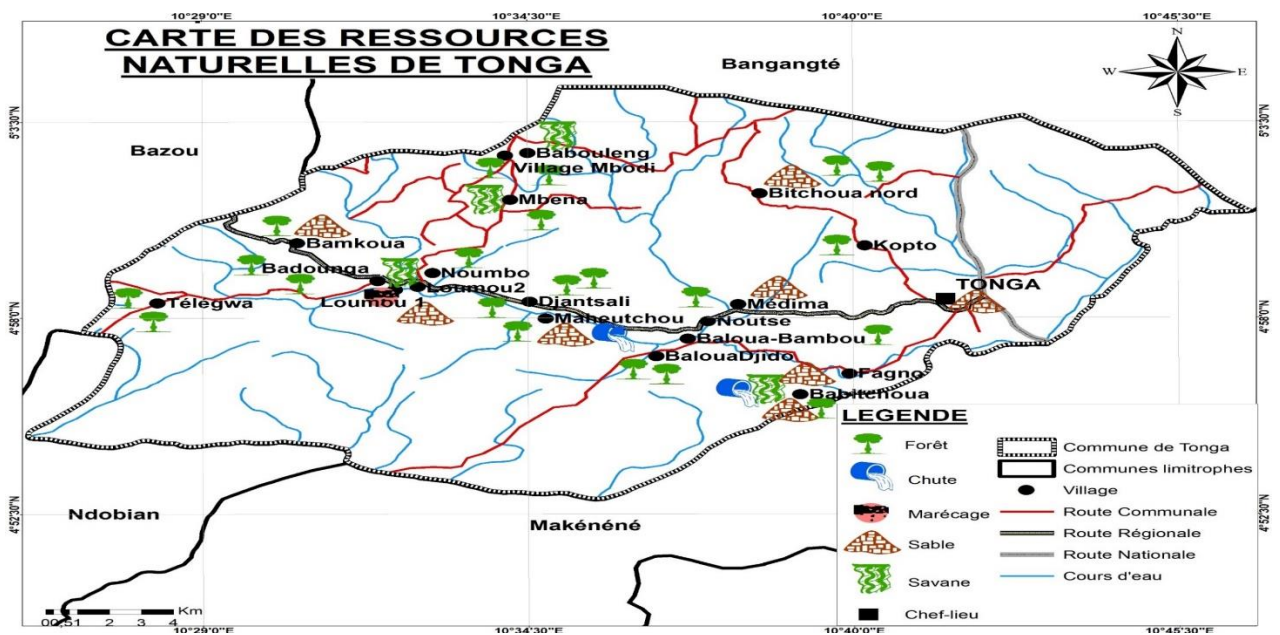 10°29'0"E 10°34'30"E 10°40'0"E 10°45'30"E
CARTE DES RESSOURCES
NATURELLES DE TONGA
Bangangté
N
W E
S
5°3'30"N 5°3'30"N
Bazou
Babouleng
Village Mbodi
Mbena
Bitchoua nord
Bamkoua
Kopto
Badounga
Noumbo
Loumou2
TONGA
Télegwa
Loumou 1
Djantsali
Médima
4°58'0"N 4°58'0"N
Maheutchou
Noutse
Baloua-Bambou
BalouaDjido
Fagno
Babitchoua
LEGENDE
Forêt
Chute
Marécage
Sable
Savane
Chef-lieu
Commune de Tonga
Communes limitrophes
Village
Route Communale
Route Régionale
Route Nationale
Cours d'eau
Ndobian
Makénéné
4°52'30"N 4°52'30"N
00,51 2 3 4 Km
10°29'0"E 10°34'30"E 10°40'0"E 10°45'30"E